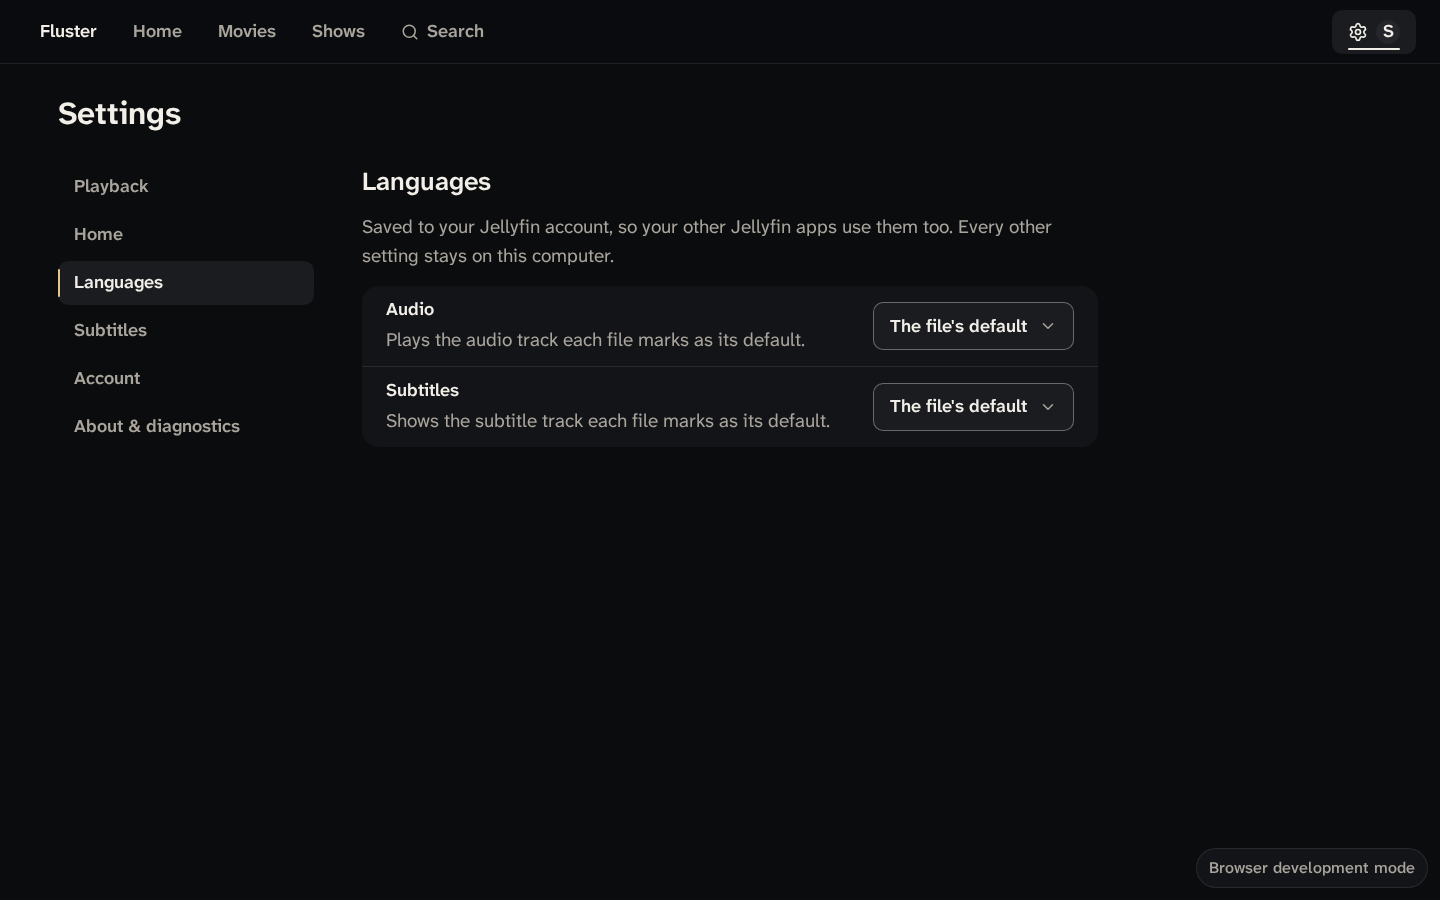 Fluster
Home
Movies
Shows
Search
S
Settings
Playback
Home
Languages
Subtitles
Account
About & diagnostics
Languages
Saved to your Jellyfin account, so your other Jellyfin apps use them too. Every other
setting stays on this computer.
Audio
Plays the audio track each file marks as its default.
The file's default
Subtitles
Shows the subtitle track each file marks as its default.
The file's default
Browser development mode